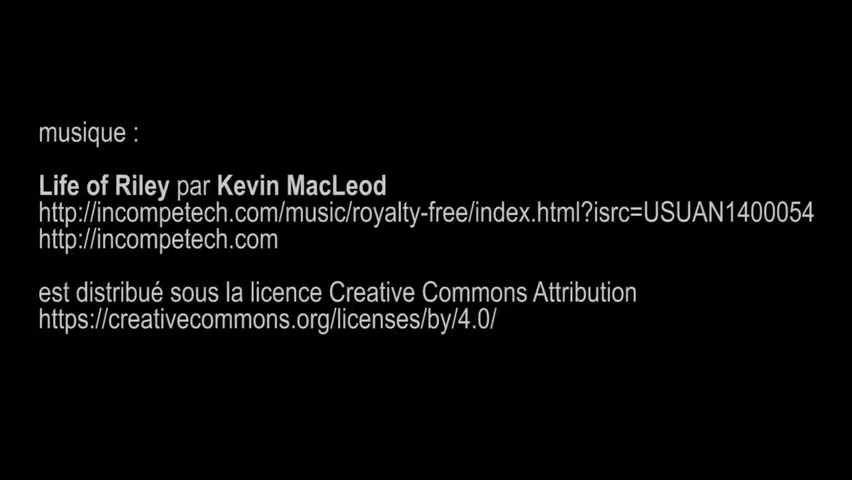 musique :
Life of Riley par Kevin MacLeod
http://incompetech.com/music/royalty-free/index.html?isrc=USUAN1400054
http://incompetech.com
est distribué sous la licence Creative Commons Attribution
https://creativecommons.org/licenses/by/4.0/